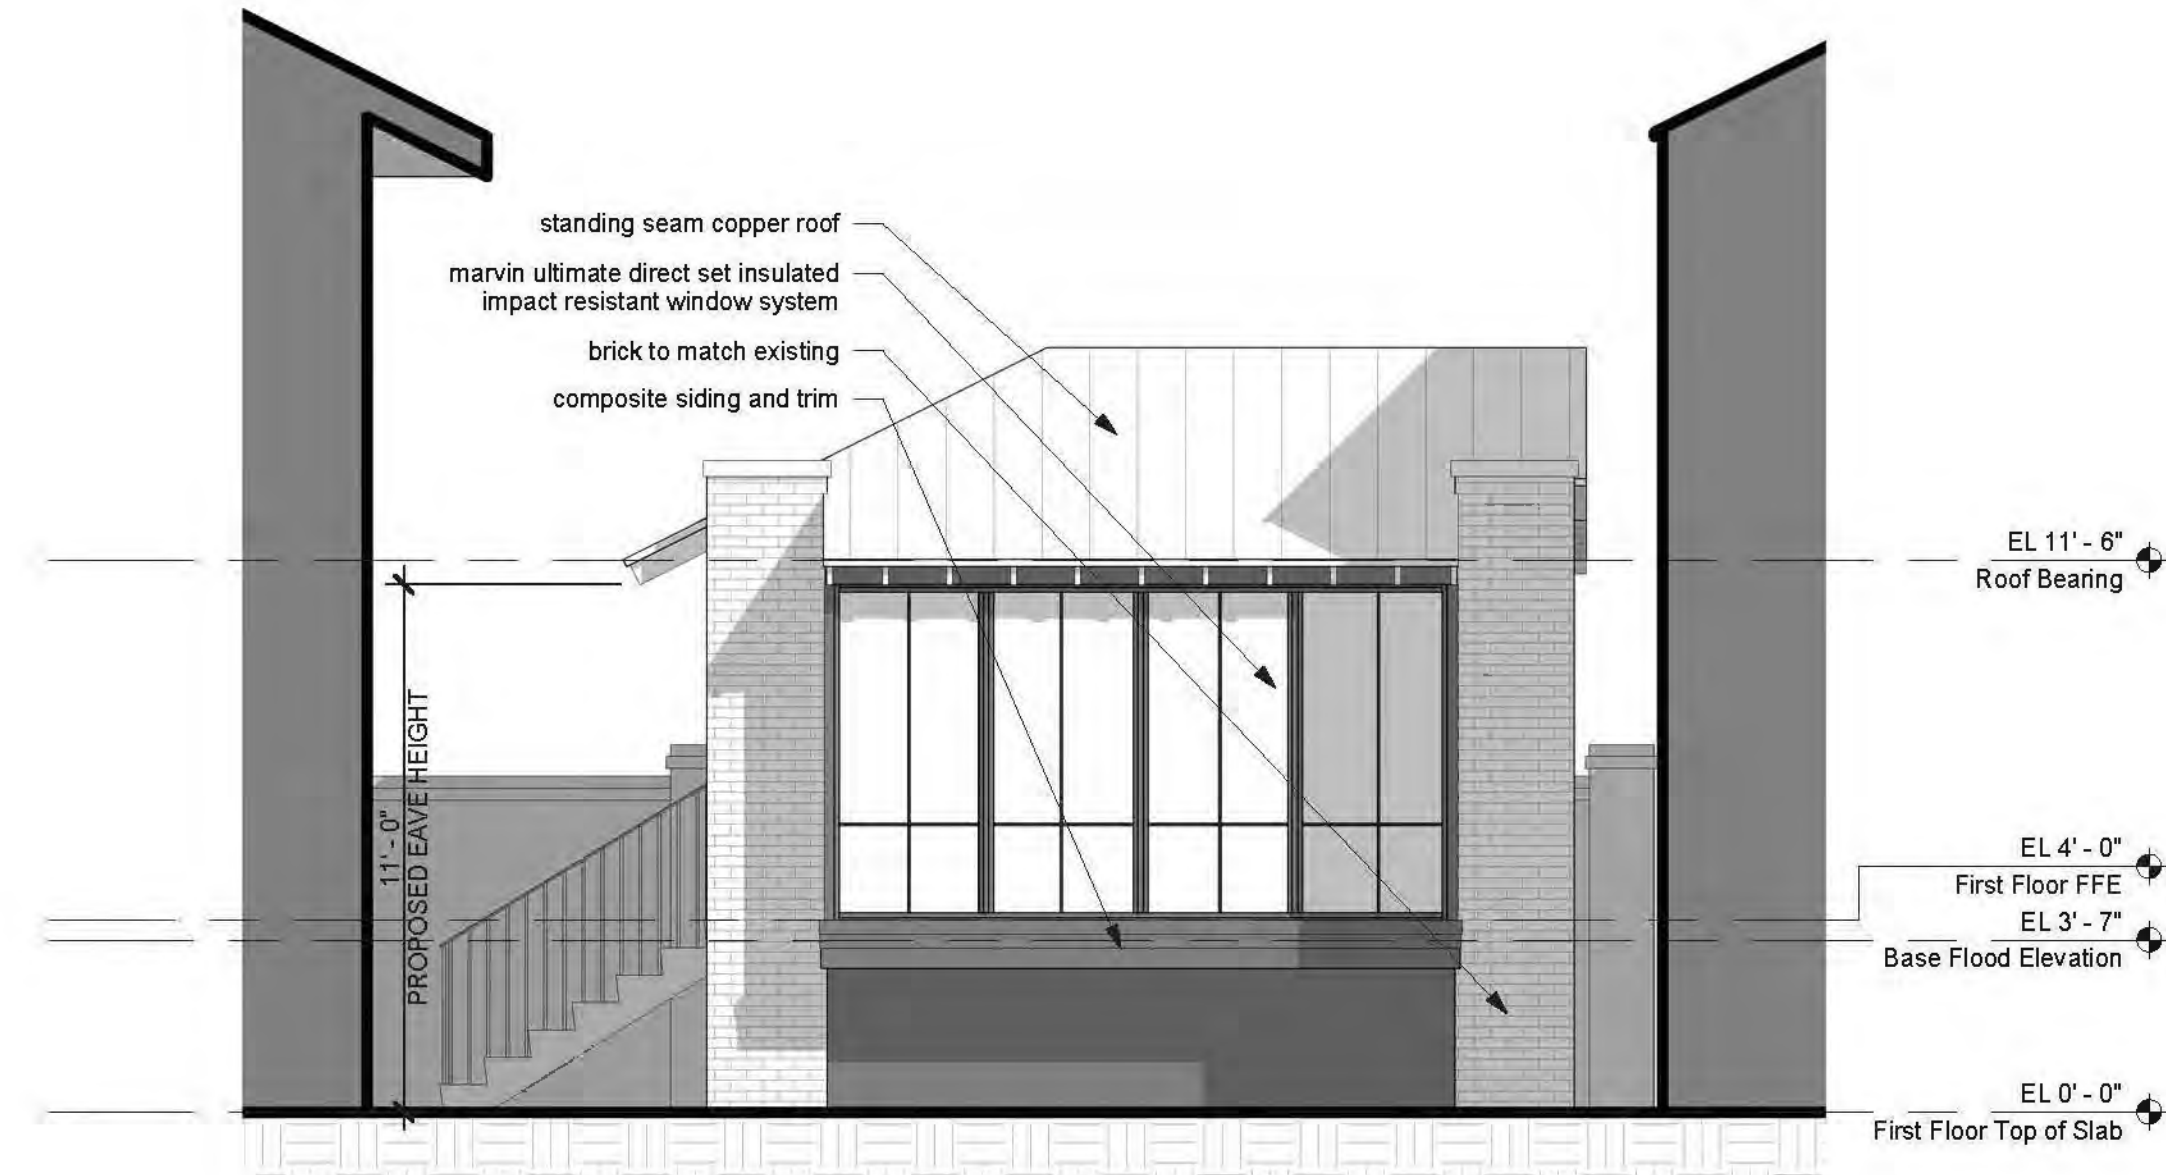 standing seam copper roof
marvin ultimate direct set insulated
impact resistant window system
brick to match existing
composite siding and trim
11' - 0"
PROPOSED EAVE HEIGHT
EL 11' - 6"
Roof Bearing
EL 4' - 0"
First Floor FFE
EL 3' - 7"
Base Flood Elevation
EL 0' - 0"
First Floor Top of Slab